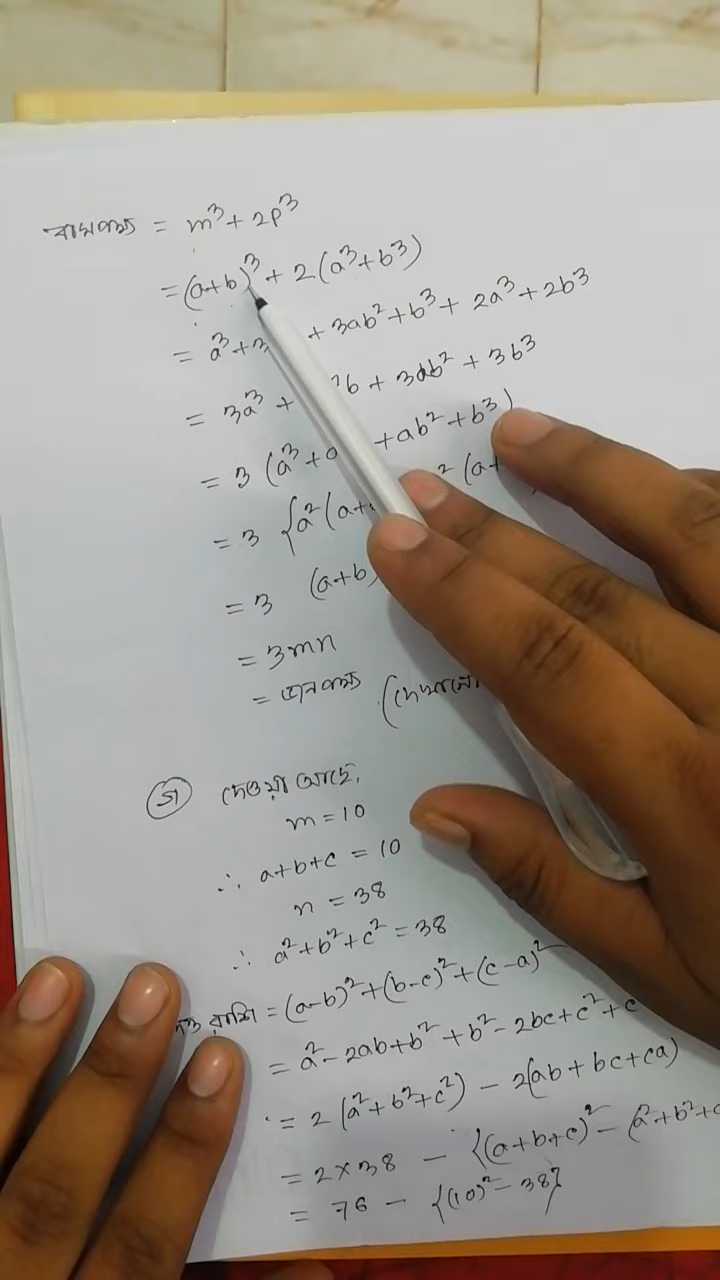 বামপক্ষ = m³ + 2p³
= (a+b)³ + 2(a³+b³)
= a³+3 + 3ab²+b³+ 2a³+2b³
= 3a³ + ²b + 3ab² + 3b³
= 3 (a³+a +ab²+b³)
= 3 {a²(a+ ² (a+
= 3 (a+b)
= 3mn
= ডানপক্ষ (দেখানো
গ দেওয়া আছে,
m = 10
∴ a+b+c = 10
n = 38
∴ a²+b²+c² = 38
রাশি = (a-b)²+(b-c)²+(c-a)²
= a²-2ab+b²+b²-2bc+c²+c
= 2(a²+b²+c²) - 2(ab+bc+ca)
= 2×38 - {(a+b+c)²-(a²+b²+c
= 76 - {(10)²-38}